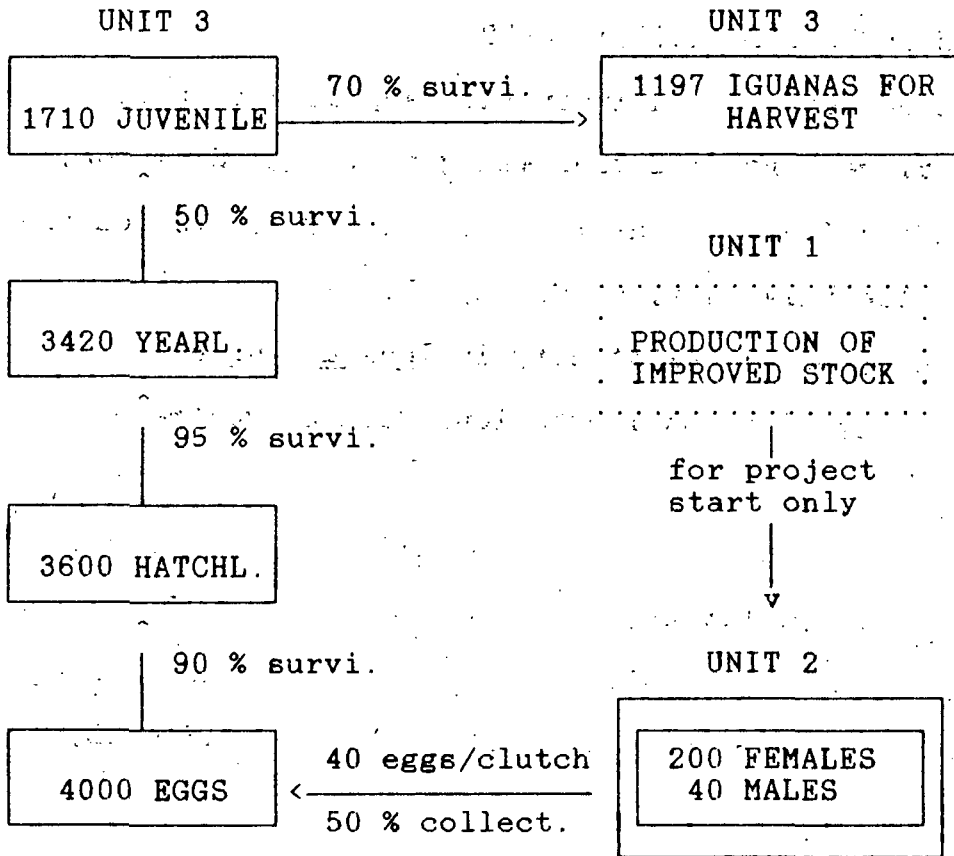 UNIT 3
1710 JUVENILE
70 % survi.
UNIT 3
1197 IGUANAS FOR
HARVEST
50 % survi.
3420 YEARL.
95 % survi.
3600 HATCHL.
90 % survi.
4000 EGGS
UNIT 1
PRODUCTION OF
IMPROVED STOCK
for project
start only
UNIT 2
200 FEMALES
40 MALES
40 eggs/clutch
50 % collect.